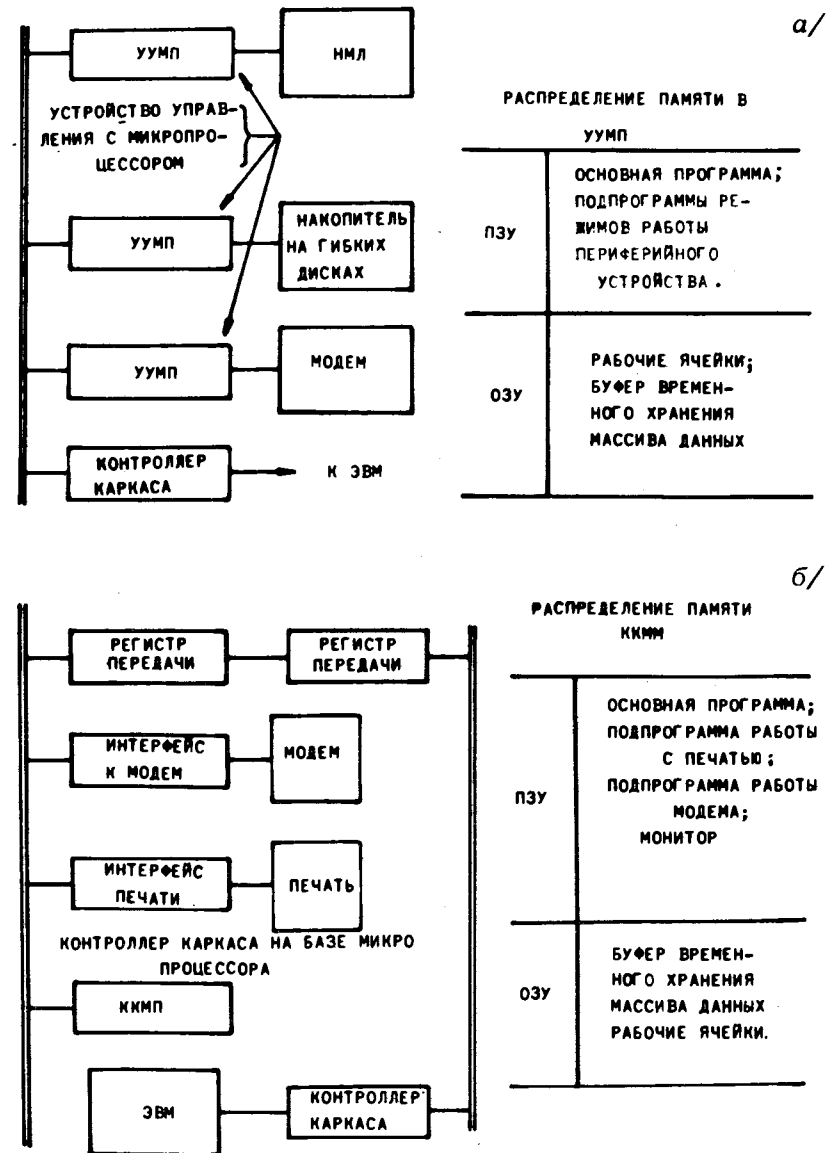 а/
УУМП
НМЛ
УСТРОЙСТВО УПРАВ-
ЛЕНИЯ С МИКРОПРО-
ЦЕССОРОМ
УУМП
НАКОПИТЕЛЬ
НА ГИБКИХ
ДИСКАХ
УУМП
МОДЕМ
КОНТРОЛЛЕР
КАРКАСА
К ЭВМ
РАСПРЕДЕЛЕНИЕ ПАМЯТИ В
УУМП
ПЗУ
ОСНОВНАЯ ПРОГРАММА;
ПОДПРОГРАММЫ РЕ-
ЖИМОВ РАБОТЫ
ПЕРИФЕРИЙНОГО
УСТРОЙСТВА.
ОЗУ
РАБОЧИЕ ЯЧЕЙКИ;
БУФЕР ВРЕМЕН-
НОГО ХРАНЕНИЯ
МАССИВА ДАННЫХ
б/
РЕГИСТР
ПЕРЕДАЧИ
РЕГИСТР
ПЕРЕДАЧИ
ИНТЕРФЕЙС
К МОДЕМ
МОДЕМ
ИНТЕРФЕЙС
ПЕЧАТИ
ПЕЧАТЬ
КОНТРОЛЛЕР КАРКАСА НА БАЗЕ МИКРО
ПРОЦЕССОРА
ККМП
ЭВМ
КОНТРОЛЛЕР
КАРКАСА
РАСПРЕДЕЛЕНИЕ ПАМЯТИ
ККММ
ПЗУ
ОСНОВНАЯ ПРОГРАММА;
ПОДПРОГРАММА РАБОТЫ
С ПЕЧАТЬЮ;
ПОДПРОГРАММА РАБОТЫ
МОДЕМА;
МОНИТОР
ОЗУ
БУФЕР ВРЕМЕН-
НОГО ХРАНЕНИЯ
МАССИВА ДАННЫХ
РАБОЧИЕ ЯЧЕЙКИ.